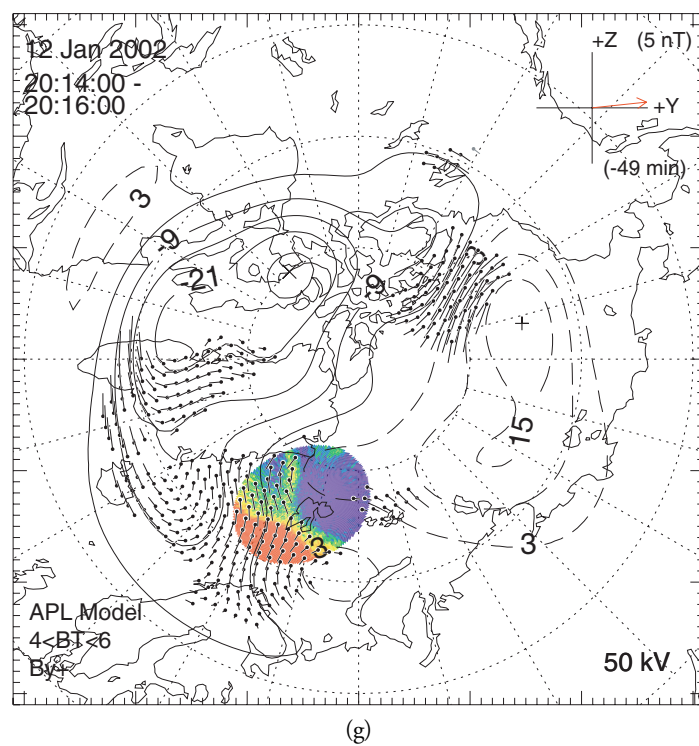 12 Jan 2002
20:14:00 -
20:16:00
+Z (5 nT)
+Y
(-49 min)
3
-9
-21
-9
3
15
3
3
APL Model
4<BT<6
By+
50 kV
(g)